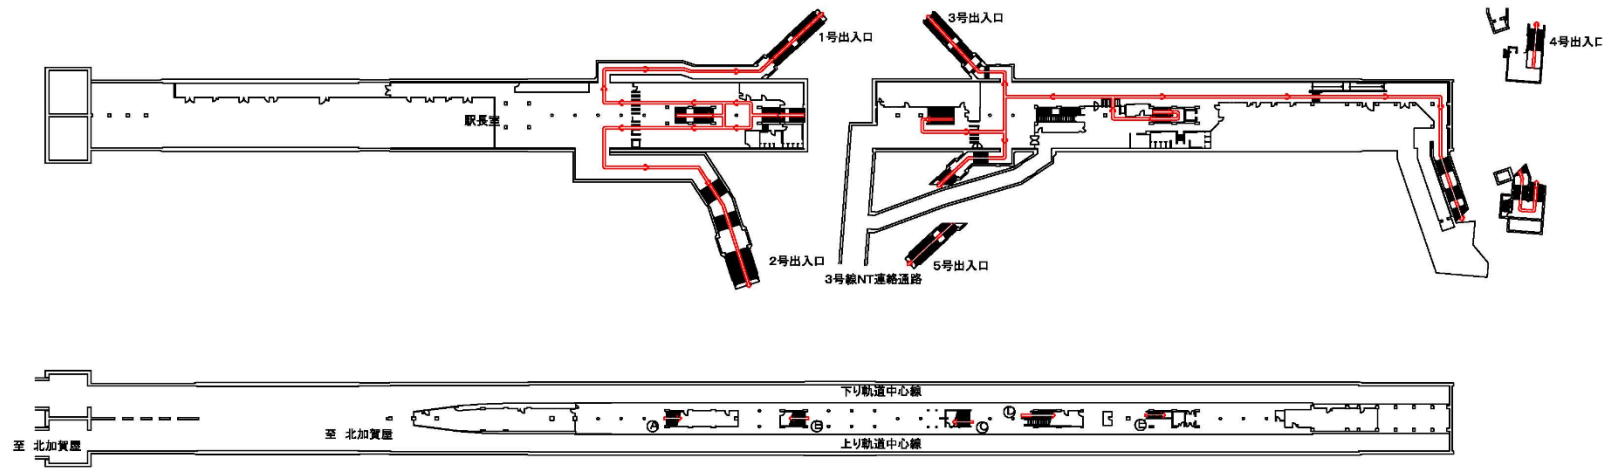 1号出入口
3号出入口
4号出入口
駅長室
2号出入口
5号出入口
3号線NT連絡通路
下り軌道中心線
A
B
C
D
E
至 北加賀屋
至 北加賀屋
上り軌道中心線